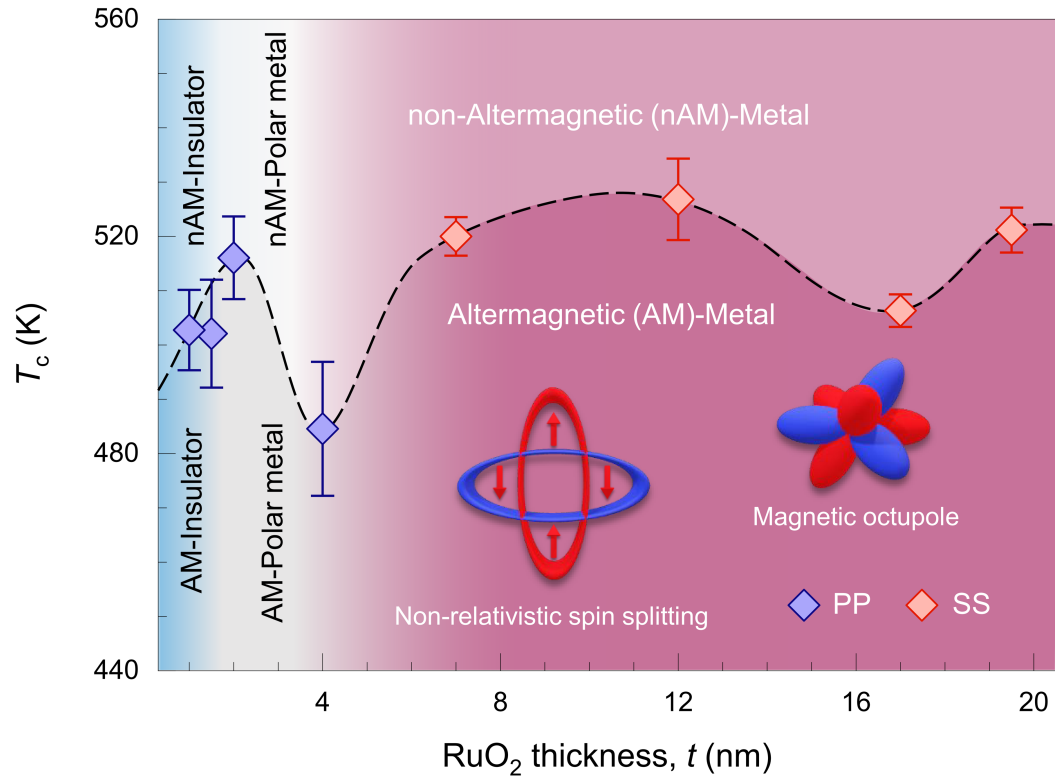 560
520
480
440
T_c (K)
nAM-Insulator
nAM-Polar metal
non-Altermagnetic (nAM)-Metal
Altermagnetic (AM)-Metal
AM-Insulator
AM-Polar metal
Magnetic octupole
Non-relativistic spin splitting
PP
SS
4
8
12
16
20
RuO₂ thickness, t (nm)